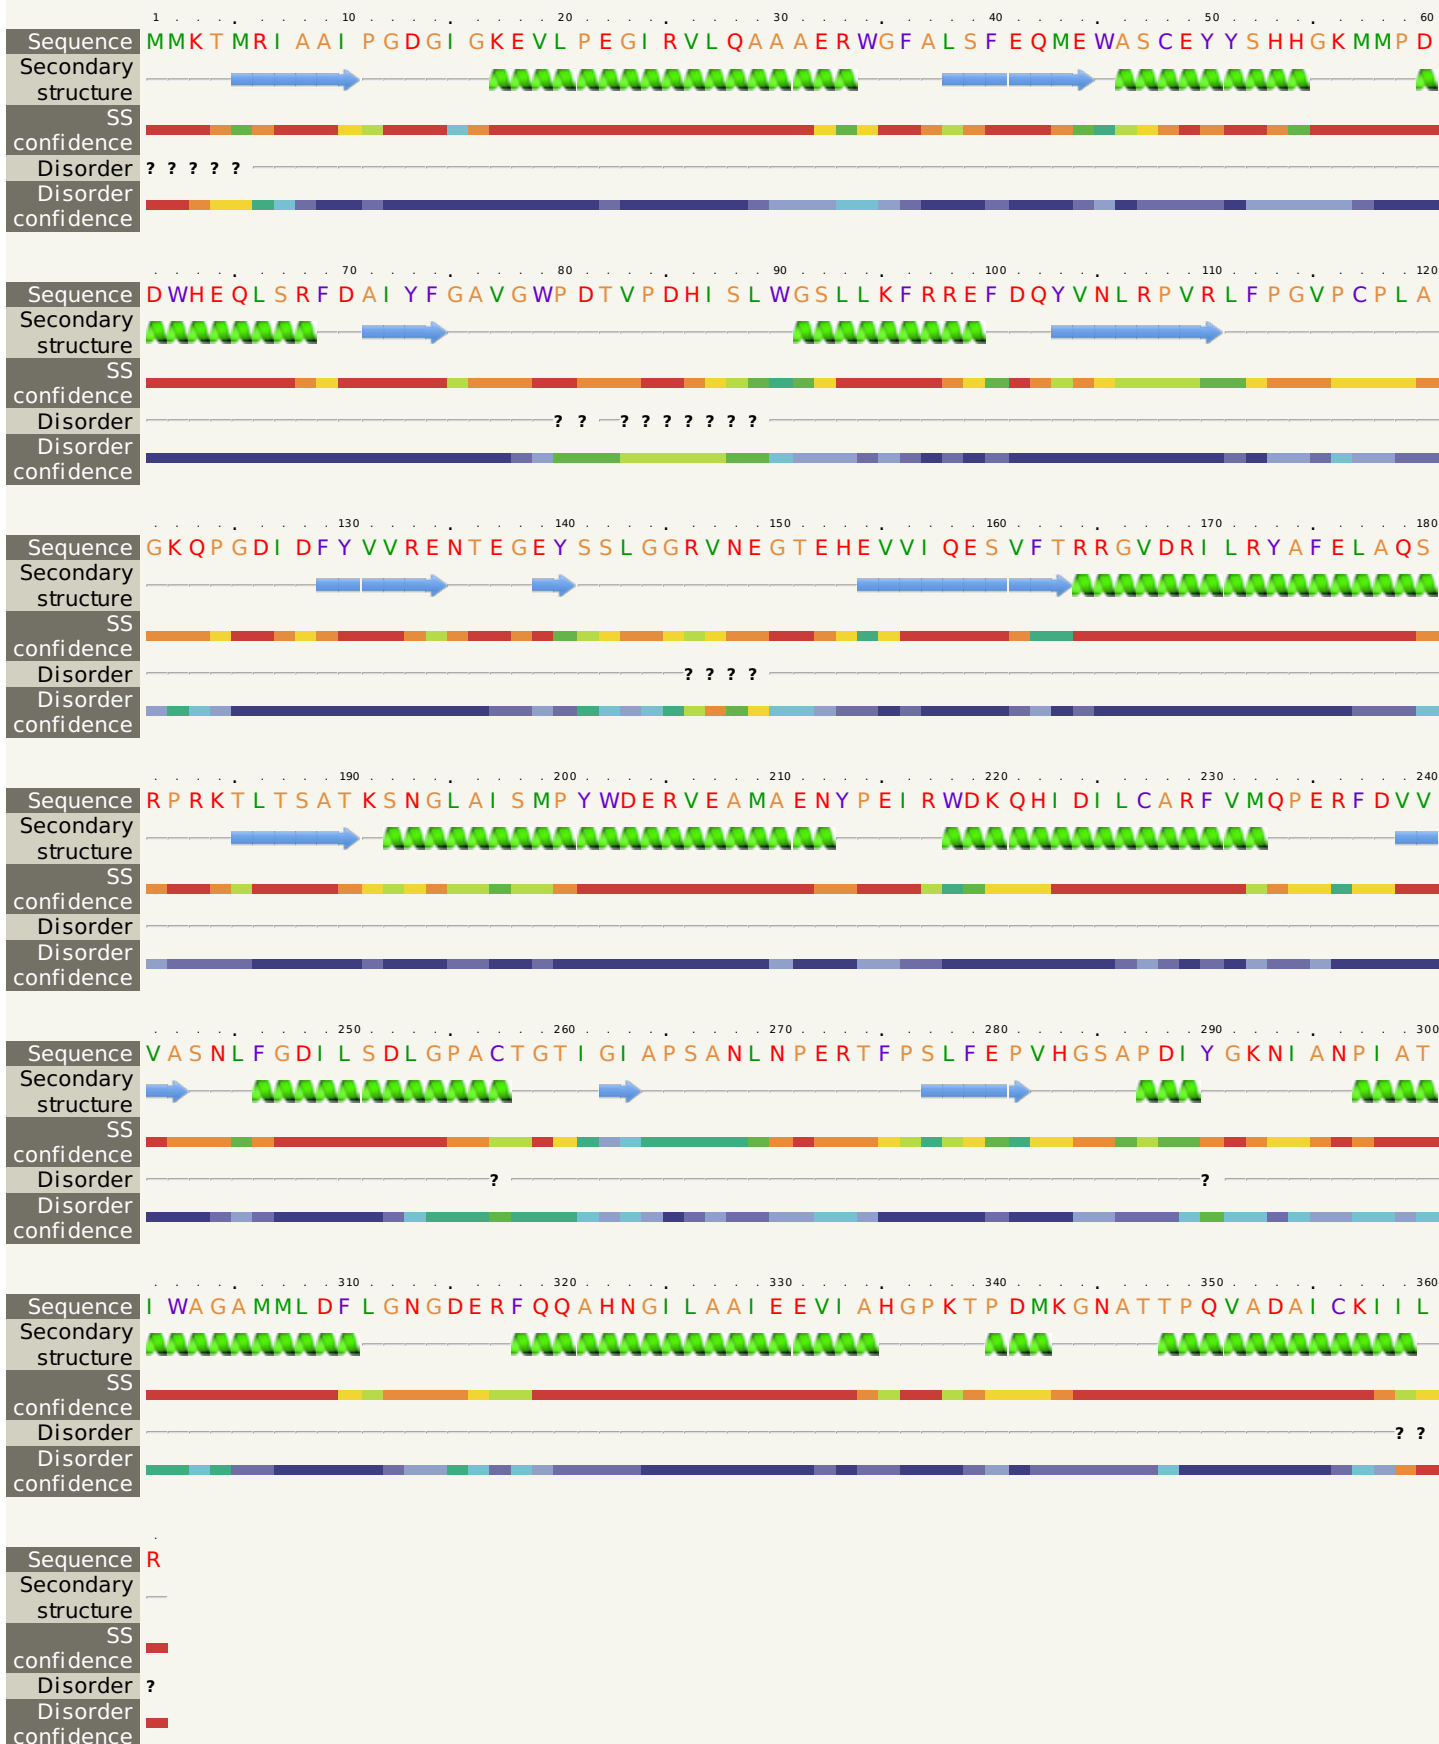 1 10 20 30 40 50 60
Sequence MMKTMRIAAIPGDGIGKEVLPEGIRVLQAAAERWGFALSFEQMEWASCEYYSHHGKMMPD
Secondary
structure
SS
confidence
Disorder ? ? ? ? ?
Disorder
confidence
70 80 90 100 110 120
Sequence DWHEQLSRFDAIYFGAVGWPDTVPDHISLWGSLLKFRREFDQYVNLRPVRLFPGVPCPLA
Secondary
structure
SS
confidence
Disorder ? ? ? ? ? ? ? ? ?
Disorder
confidence
130 140 150 160 170 180
Sequence GKQPGDIDFYVVRENTEGEYSSLGGRVNEGTEHEVVIQESVFTRRGVDRILRYAFELAQS
Secondary
structure
SS
confidence
Disorder ? ? ? ?
Disorder
confidence
190 200 210 220 230 240
Sequence RPRKTLTSATKSNGLAISMPYWDERVEAMAENYPEIRWDKQHIDILCARFVMQPERFDVV
Secondary
structure
SS
confidence
Disorder
Disorder
confidence
250 260 270 280 290 300
Sequence VASNLFGDILSDLGPACTGTIGIAPSANLNPERTFPSLFEPVHGSAPDIYGKNIANPIAT
Secondary
structure
SS
confidence
Disorder ? ?
Disorder
confidence
310 320 330 340 350 360
Sequence IWAGAMMLDFLGNGDERFQQAHNGILAAIEEVIAHGPKTPDMKGNATTPQVADAICKIIL
Secondary
structure
SS
confidence
Disorder ? ?
Disorder
confidence
Sequence R
Secondary
structure
SS
confidence
Disorder ?
Disorder
confidence